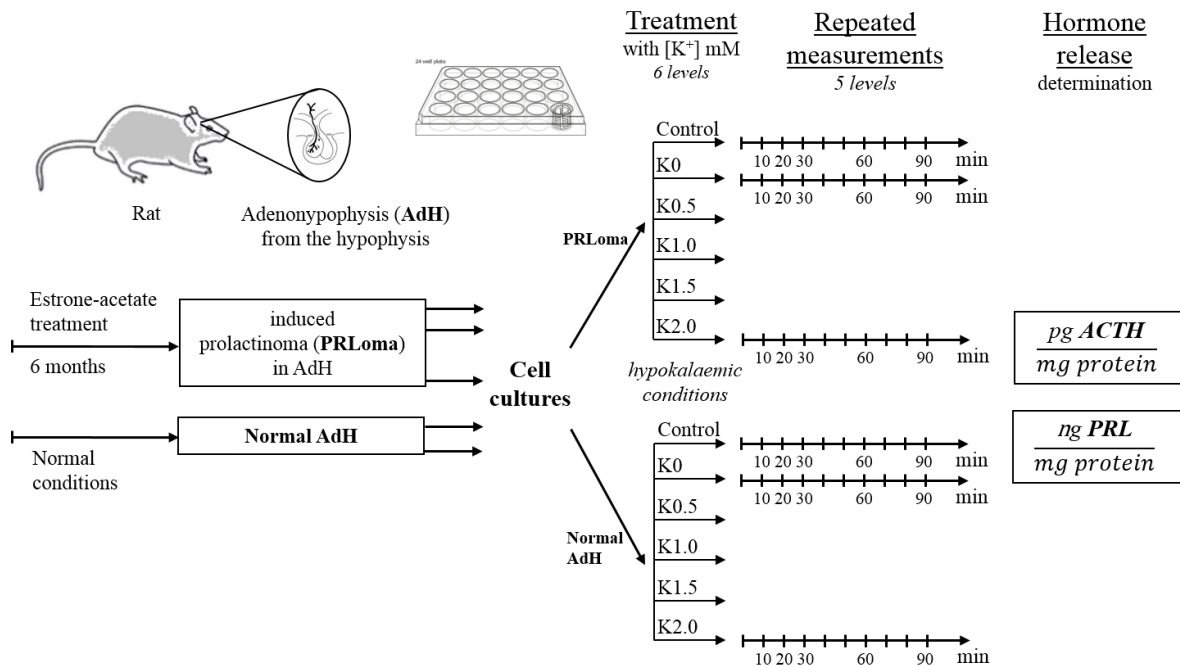 Treatment
with [K⁺] mM
6 levels
Repeated
measurements
5 levels
Hormone
release
determination
24 well plate
Rat
Adenonypophysis (AdH)
from the hypophysis
Estrone-acetate
treatment
6 months
induced
prolactinoma (PRLoma)
in AdH
Normal AdH
Normal
conditions
Cell
cultures
PRLoma
Control
K0
K0.5
K1.0
K1.5
K2.0
10 20 30 60 90 min
10 20 30 60 90 min
10 20 30 60 90 min
hypokalaemic
conditions
Normal
AdH
Control
K0
K0.5
K1.0
K1.5
K2.0
10 20 30 60 90 min
10 20 30 60 90 min
10 20 30 60 90 min
pg ACTH
mg protein
ng PRL
mg protein